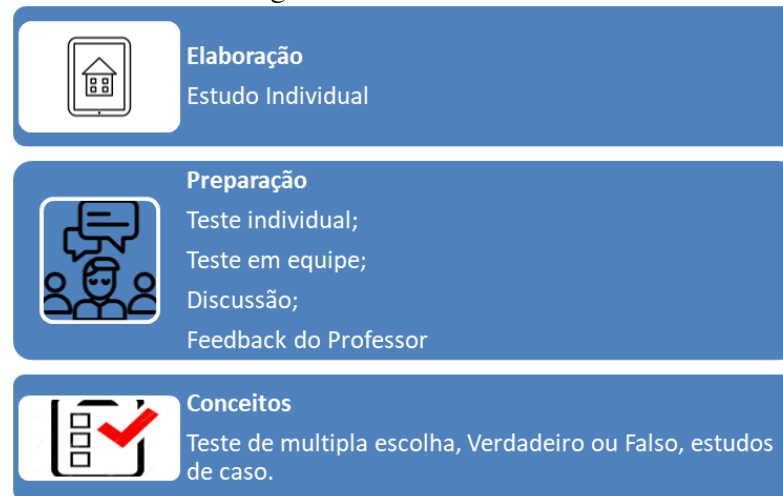 Elaboração
Estudo Individual
Preparação
Teste individual;
Teste em equipe;
Discussão;
Feedback do Professor
Conceitos
Teste de multipla escolha, Verdadeiro ou Falso, estudos
de caso.